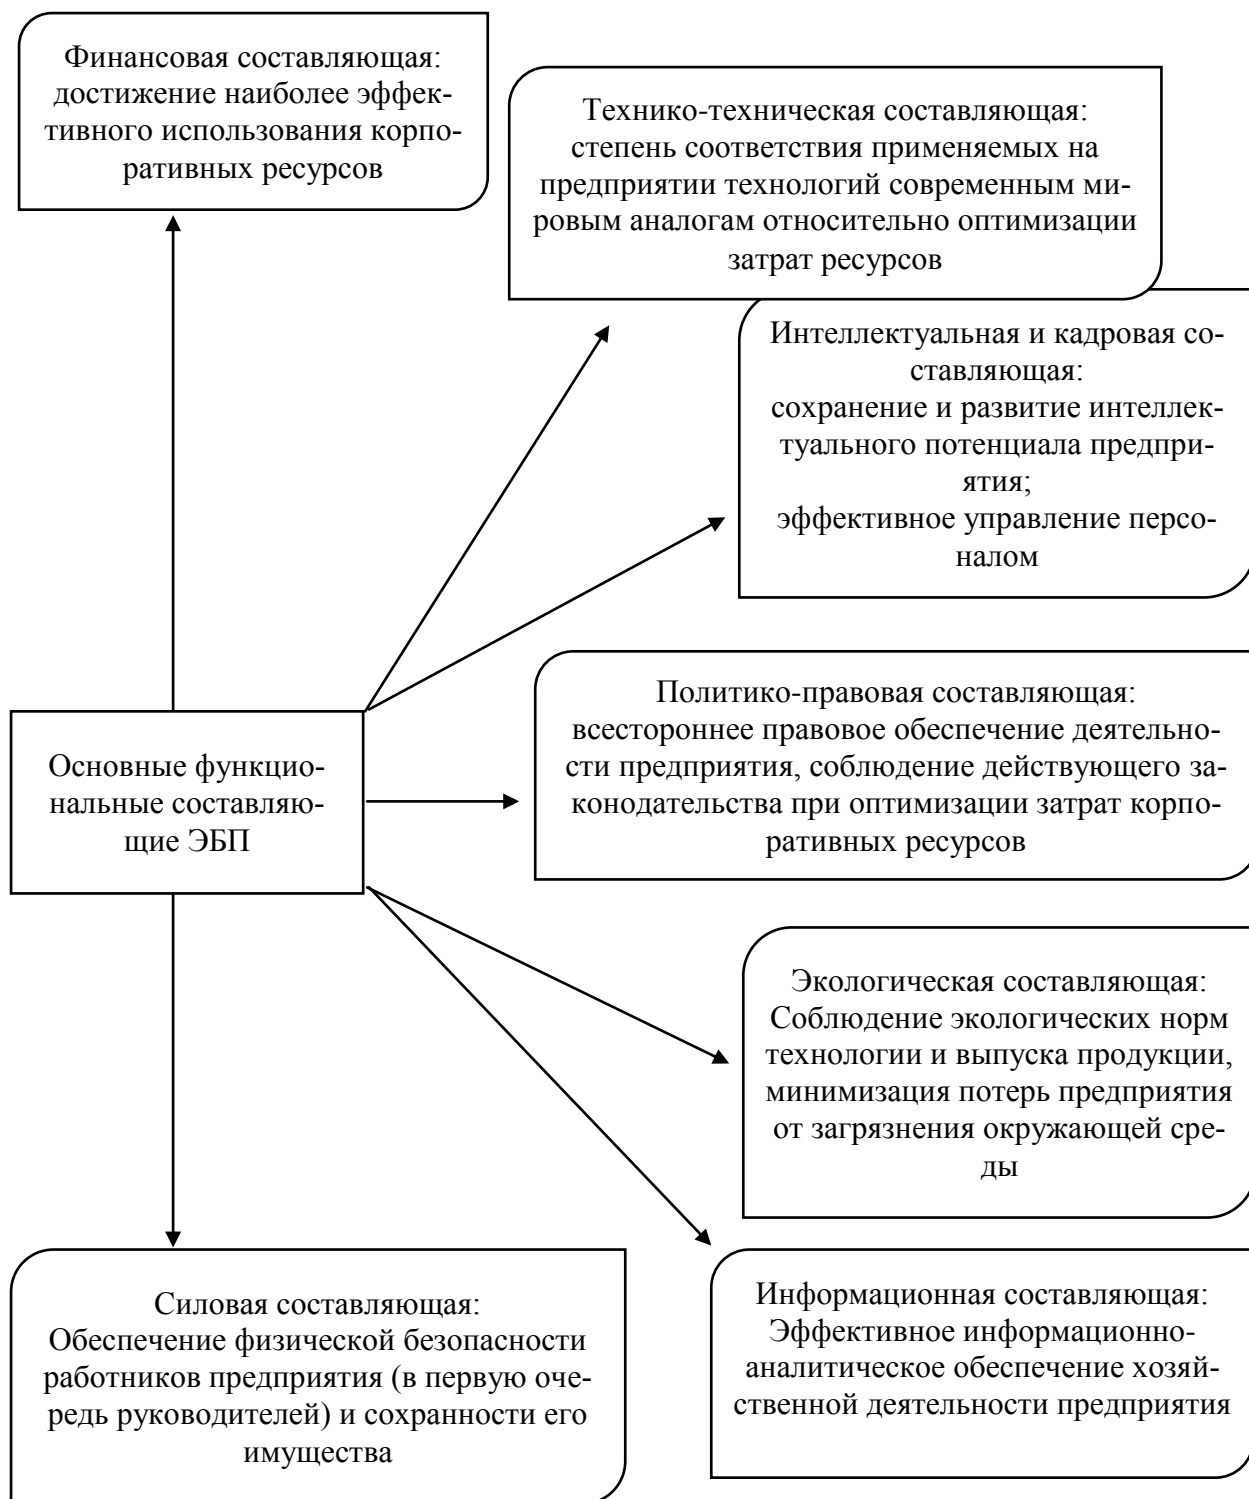 Финансовая составляющая:
достижение наиболее эффек-
тивного использования корпо-
ративных ресурсов
Технико-техническая составляющая:
степень соответствия применяемых на
предприятии технологий современным ми-
ровым аналогам относительно оптимизации
затрат ресурсов
Интеллектуальная и кадровая со-
ставляющая:
сохранение и развитие интеллек-
туального потенциала предпри-
ятия;
эффективное управление персо-
налом
Политико-правовая составляющая:
всестороннее правовое обеспечение деятельно-
сти предприятия, соблюдение действующего за-
конодательства при оптимизации затрат корпо-
ративных ресурсов
Основные функцио-
нальные составляю-
щие ЭБП
Экологическая составляющая:
Соблюдение экологических норм
технологии и выпуска продукции,
минимизация потерь предприятия
от загрязнения окружающей сре-
ды
Силовая составляющая:
Обеспечение физической безопасности
работников предприятия (в первую оче-
редь руководителей) и сохранности его
имущества
Информационная составляющая:
Эффективное информационно-
аналитическое обеспечение хозяй-
ственной деятельности предприятия